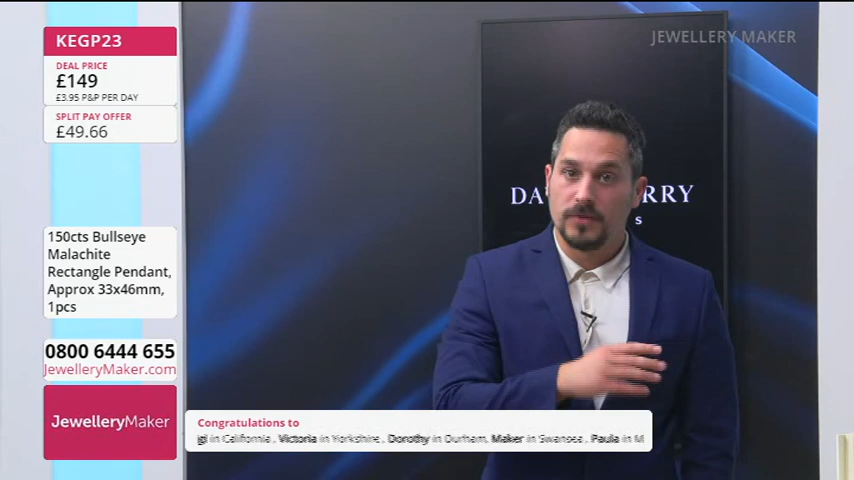 KEGP23
DEAL PRICE
£149
£3.95 P&P PER DAY
SPLIT PAY OFFER
£49.66
150cts Bullseye
Malachite
Rectangle Pendant,
Approx 33x46mm,
1pcs
0800 6444 655
JewelleryMaker.com
JewelleryMaker
JEWELLERY MAKER
DA RRY
S
Congratulations to
in California, Victoria in Yorkshire, Dorothy in Durham, Maker in Swansea, Paula in M